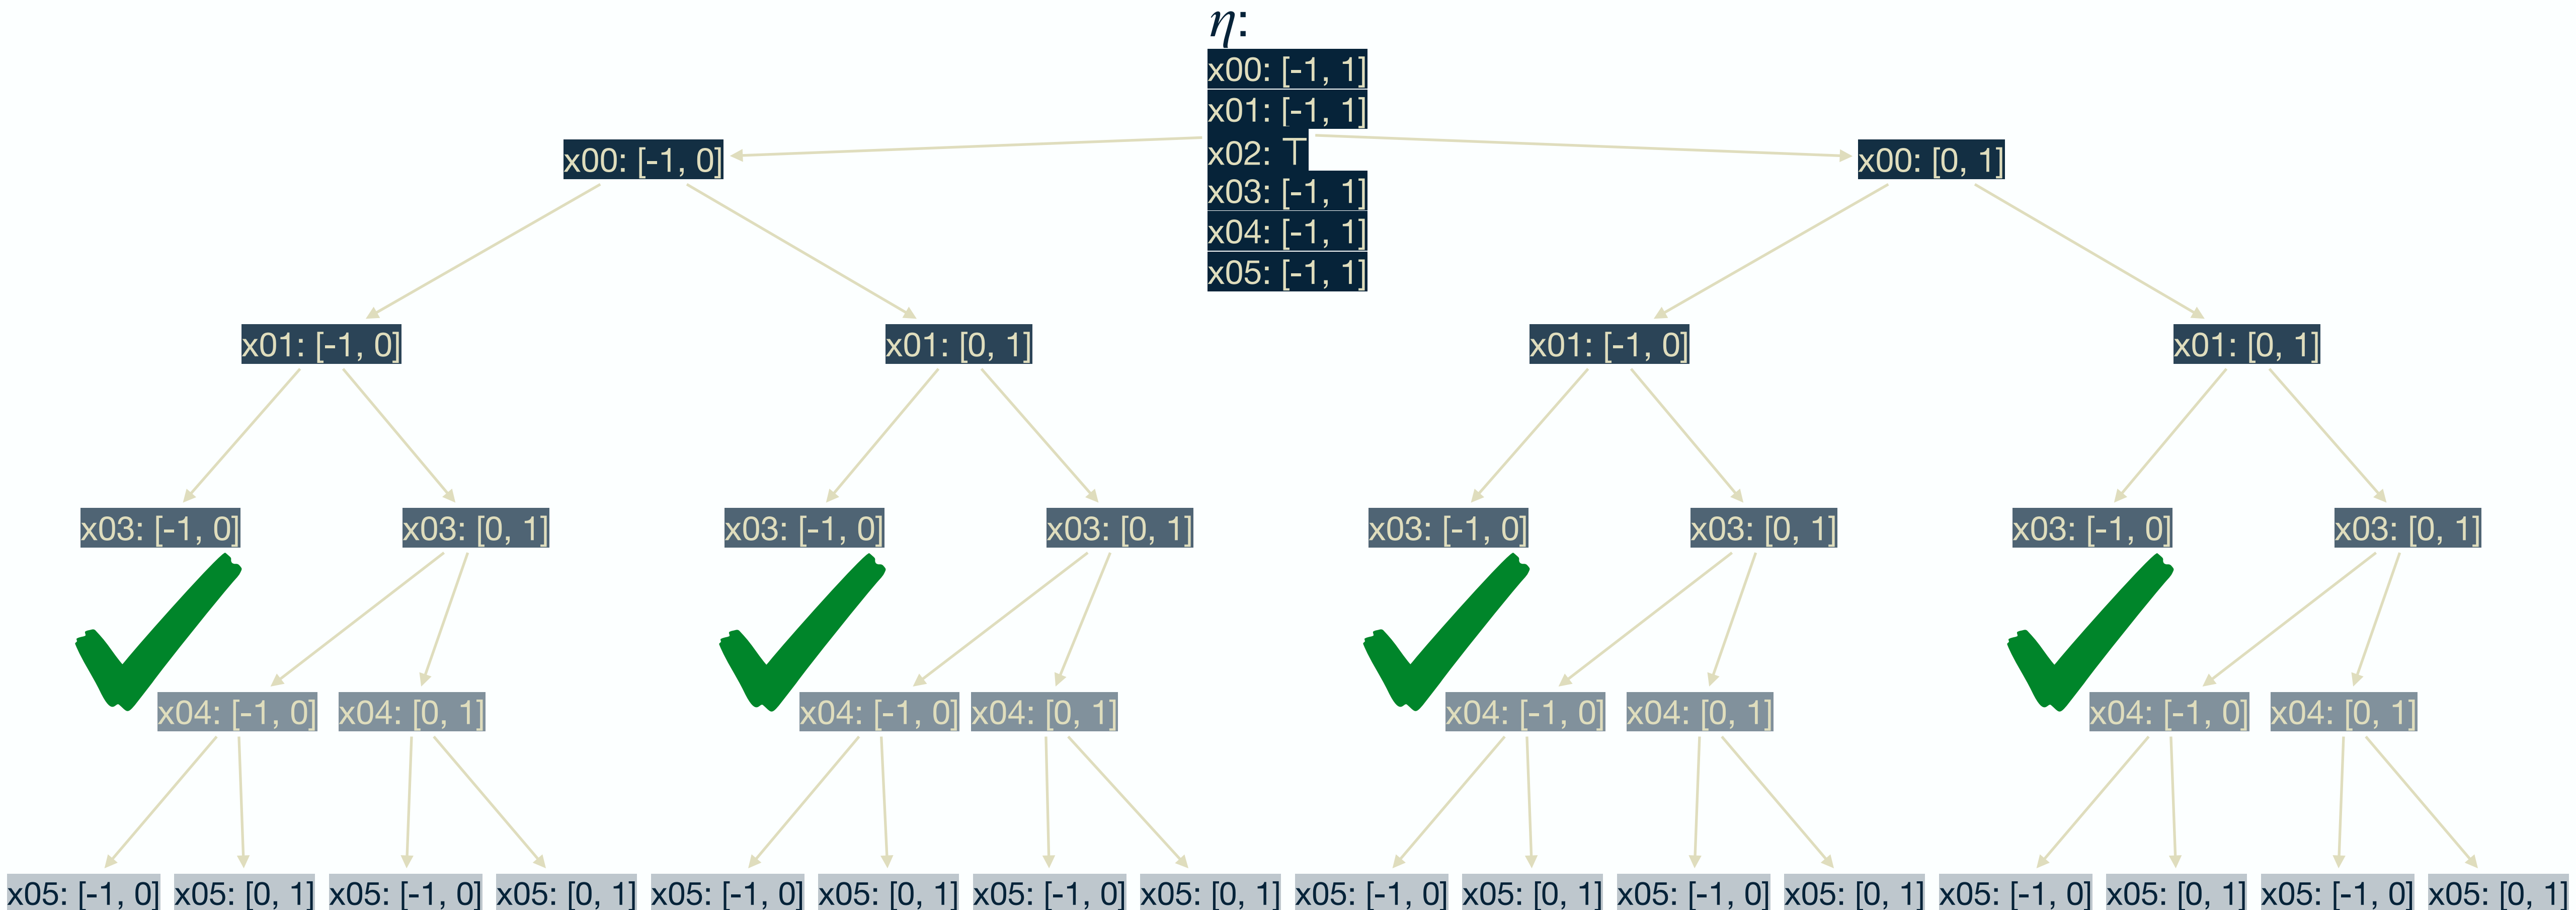 η:
x00: [-1, 1]
x01: [-1, 1]
x02: ⊤
x03: [-1, 1]
x04: [-1, 1]
x05: [-1, 1]
x00: [-1, 0]
x00: [0, 1]
x01: [-1, 0]
x01: [0, 1]
x01: [-1, 0]
x01: [0, 1]
x03: [-1, 0]
x03: [0, 1]
x03: [-1, 0]
x03: [0, 1]
x03: [-1, 0]
x03: [0, 1]
x03: [-1, 0]
x03: [0, 1]
x04: [-1, 0]
x04: [0, 1]
x04: [-1, 0]
x04: [0, 1]
x04: [-1, 0]
x04: [0, 1]
x04: [-1, 0]
x04: [0, 1]
x05: [-1, 0]
x05: [0, 1]
x05: [-1, 0]
x05: [0, 1]
x05: [-1, 0]
x05: [0, 1]
x05: [-1, 0]
x05: [0, 1]
x05: [-1, 0]
x05: [0, 1]
x05: [-1, 0]
x05: [0, 1]
x05: [-1, 0]
x05: [0, 1]
x05: [-1, 0]
x05: [0, 1]